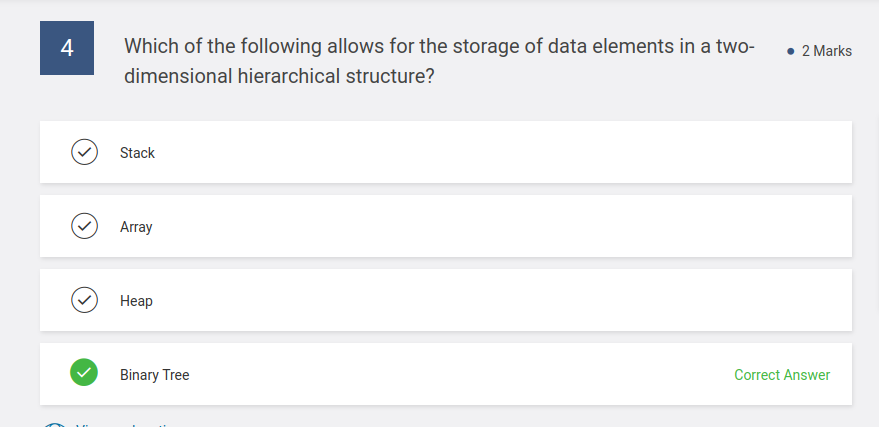 4
Which of the following allows for the storage of data elements in a two-
dimensional hierarchical structure?
• 2 Marks
Stack
Array
Heap
Binary Tree
Correct Answer